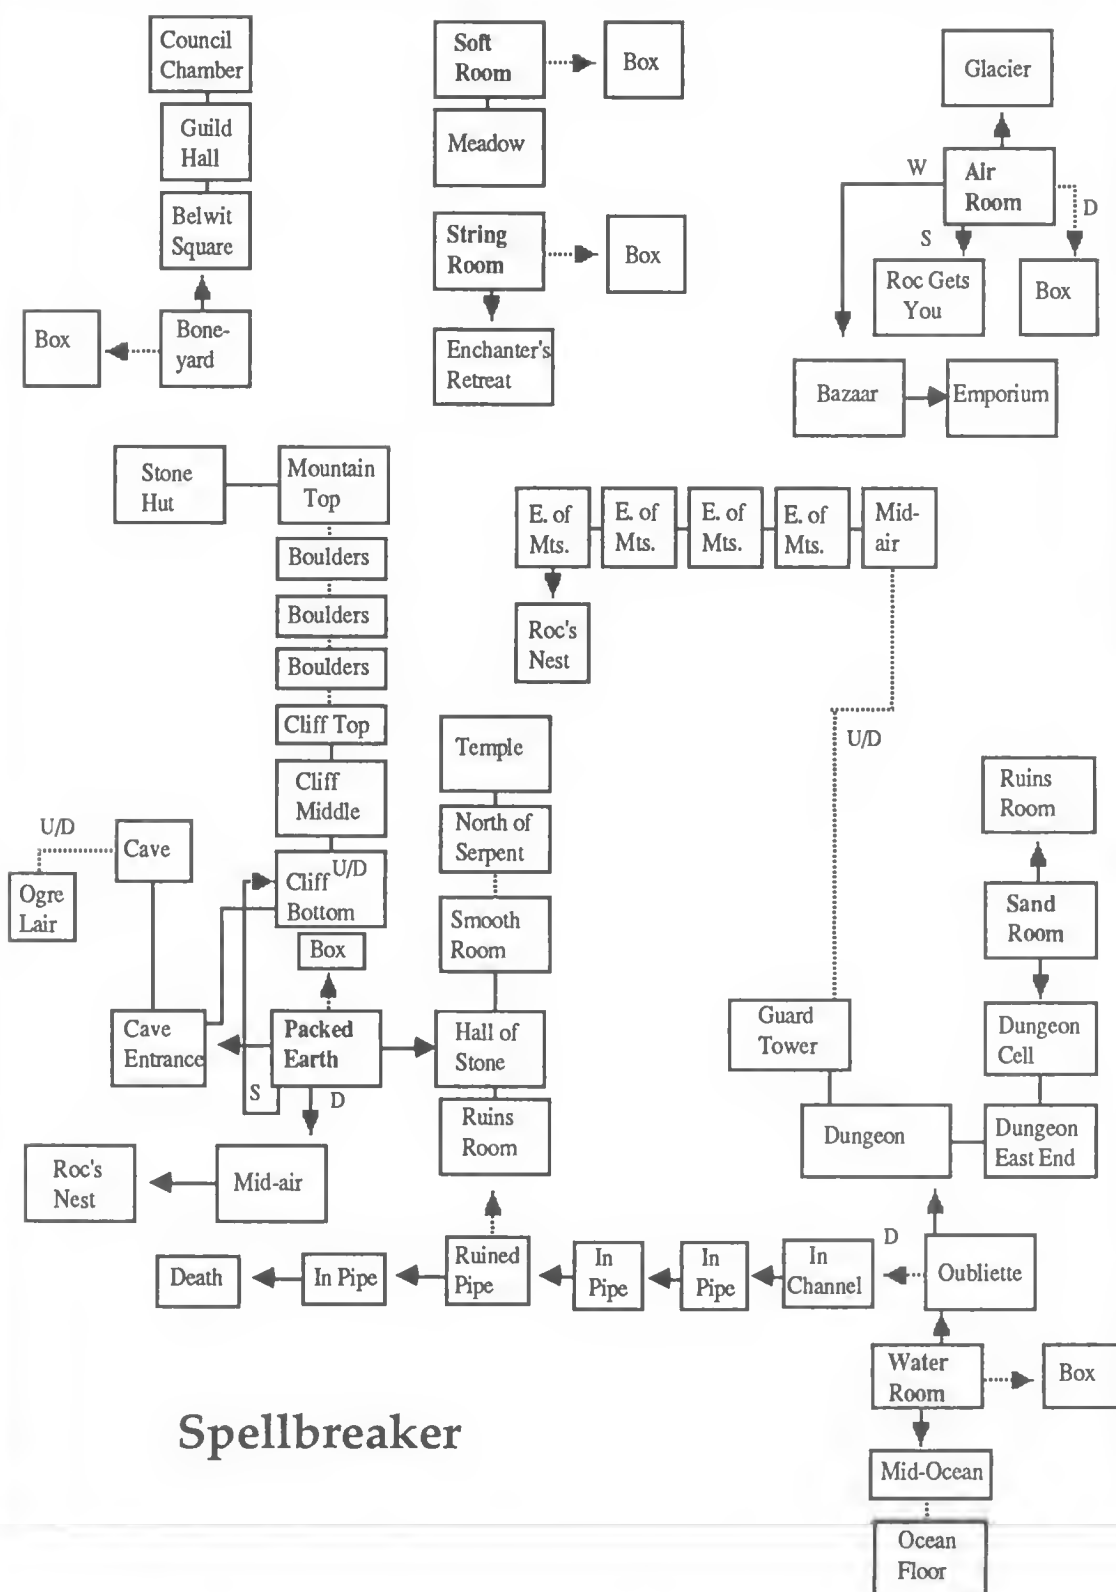 Council
Chamber
Guild
Hall
Belwit
Square
Box
Bone-
yard
Soft
Room
Box
Meadow
String
Room
Box
Enchanter's
Retreat
Glacier
W
Air
Room
D
S
Roc Gets
You
Box
Bazaar
Emporium
Stone
Hut
Mountain
Top
Boulders
Boulders
Boulders
Cliff Top
Cliff
Middle
U/D
Cave
Ogre
Lair
U/D
Cliff
Bottom
Box
Cave
Entrance
Packed
Earth
S
D
Roc's
Nest
Mid-air
E. of
Mts.
E. of
Mts.
E. of
Mts.
E. of
Mts.
Mid-
air
Roc's
Nest
U/D
Temple
North of
Serpent
Smooth
Room
Hall of
Stone
Ruins
Room
Ruins
Room
Sand
Room
Guard
Tower
Dungeon
Cell
Dungeon
Dungeon
East End
Death
In Pipe
Ruined
Pipe
In
Pipe
In
Pipe
In
Channel
D
Oubliette
Water
Room
Box
Spellbreaker
Mid-Ocean
Ocean
Floor